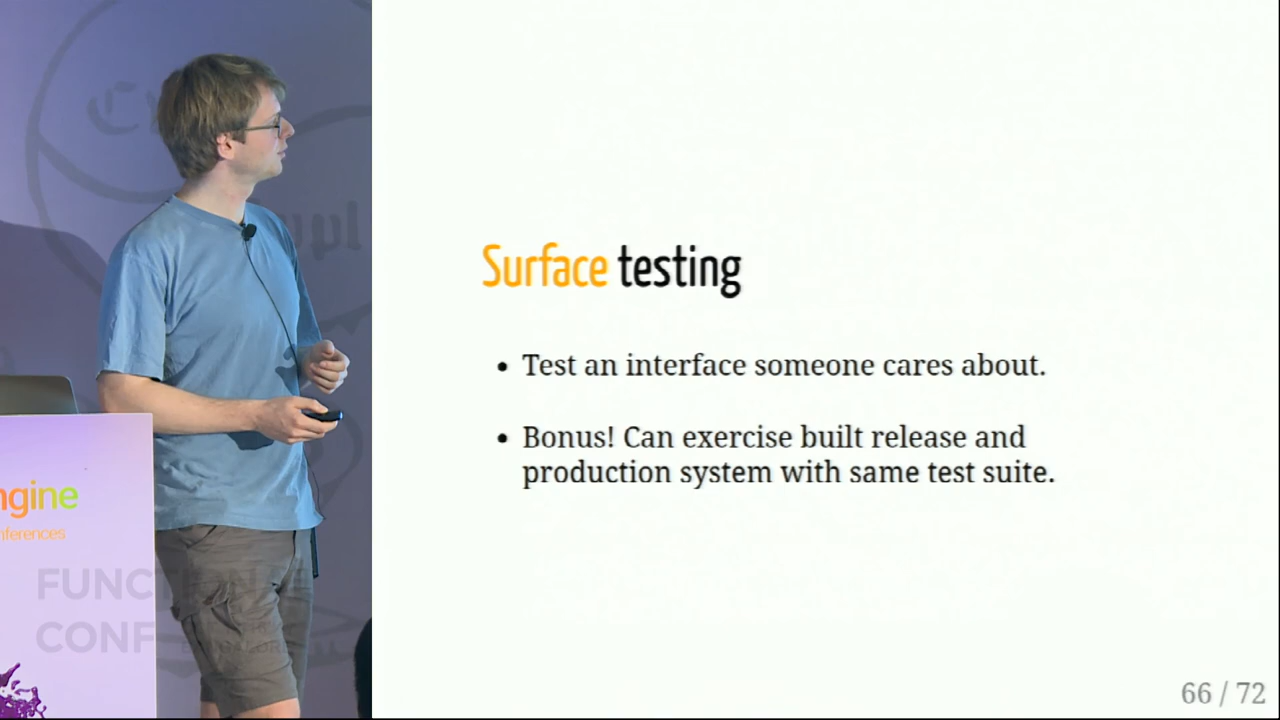 Surface testing
• Test an interface someone cares about.
• Bonus! Can exercise built release and
production system with same test suite.
66 / 72
ngine
nferences
FUNCTI
CONF